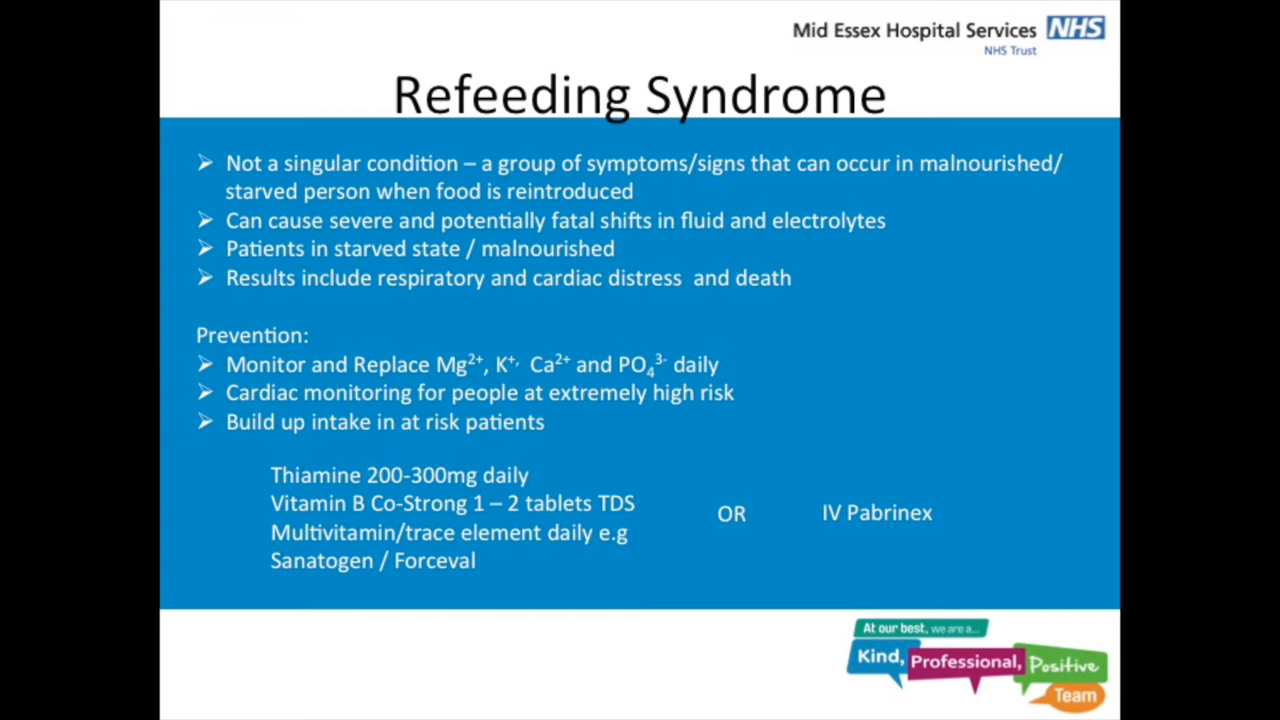 Mid Essex Hospital Services NHS
NHS Trust
Refeeding Syndrome
➢ Not a singular condition – a group of symptoms/signs that can occur in malnourished/
starved person when food is reintroduced
➢ Can cause severe and potentially fatal shifts in fluid and electrolytes
➢ Patients in starved state / malnourished
➢ Results include respiratory and cardiac distress and death
Prevention:
➢ Monitor and Replace Mg²⁺, K⁺, Ca²⁺ and PO₄³⁻ daily
➢ Cardiac monitoring for people at extremely high risk
➢ Build up intake in at risk patients
Thiamine 200-300mg daily
Vitamin B Co-Strong 1 – 2 tablets TDS
Multivitamin/trace element daily e.g
Sanatogen / Forceval
OR
IV Pabrinex
At our best, we are a...
Kind, Professional, Positive
Team